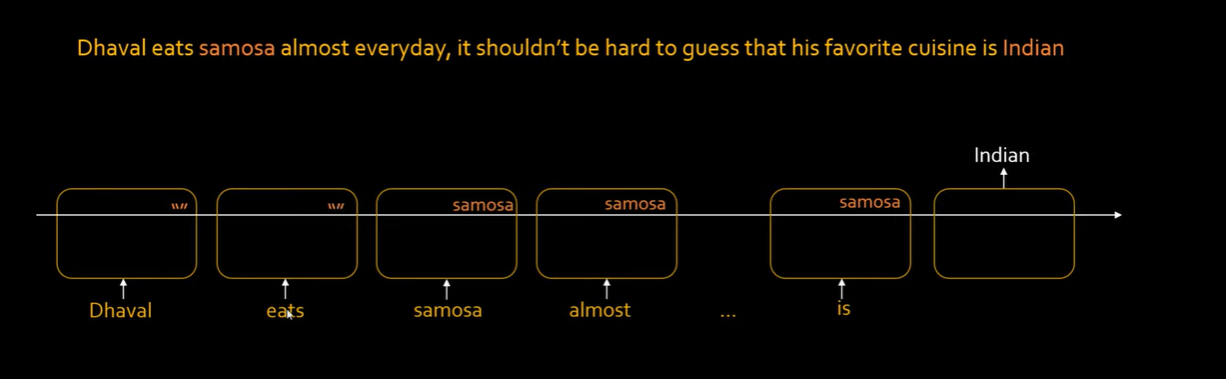 Dhaval eats samosa almost everyday, it shouldn't be hard to guess that his favorite cuisine is Indian
Indian
"" "" samosa samosa samosa
Dhaval eats samosa almost ... is